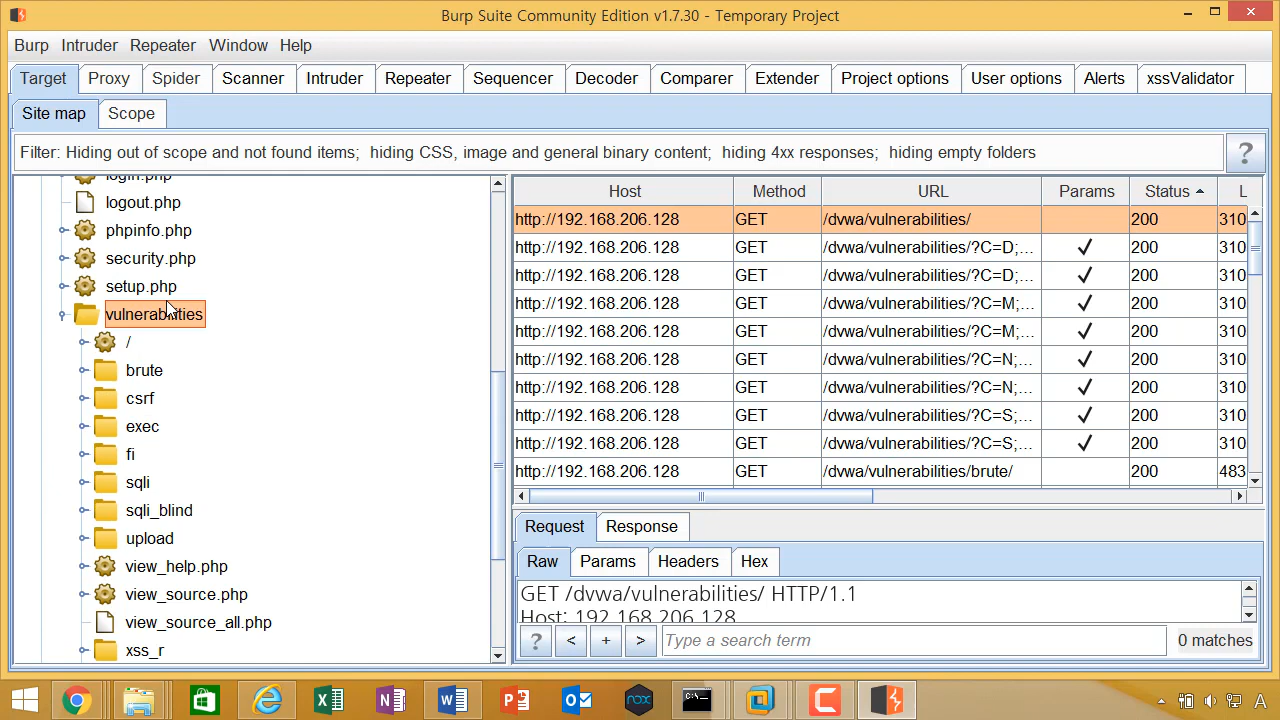 Burp Suite Community Edition v1.7.30 - Temporary Project
Burp Intruder Repeater Window Help
Target Proxy Spider Scanner Intruder Repeater Sequencer Decoder Comparer Extender Project options User options Alerts xssValidator
Site map Scope
Filter: Hiding out of scope and not found items; hiding CSS, image and general binary content; hiding 4xx responses; hiding empty folders ?
login.php
logout.php
phpinfo.php
security.php
setup.php
vulnerabilities
/
brute
csrf
exec
fi
sqli
sqli_blind
upload
view_help.php
view_source.php
view_source_all.php
xss_r
Host Method URL Params Status L
http://192.168.206.128 GET /dvwa/vulnerabilities/ 200 310
http://192.168.206.128 GET /dvwa/vulnerabilities/?C=D;... ✓ 200 310
http://192.168.206.128 GET /dvwa/vulnerabilities/?C=D;... ✓ 200 310
http://192.168.206.128 GET /dvwa/vulnerabilities/?C=M;... ✓ 200 310
http://192.168.206.128 GET /dvwa/vulnerabilities/?C=M;... ✓ 200 310
http://192.168.206.128 GET /dvwa/vulnerabilities/?C=N;... ✓ 200 310
http://192.168.206.128 GET /dvwa/vulnerabilities/?C=N;... ✓ 200 310
http://192.168.206.128 GET /dvwa/vulnerabilities/?C=S;... ✓ 200 310
http://192.168.206.128 GET /dvwa/vulnerabilities/?C=S;... ✓ 200 310
http://192.168.206.128 GET /dvwa/vulnerabilities/brute/ 200 483
Request Response
Raw Params Headers Hex
GET /dvwa/vulnerabilities/ HTTP/1.1
Host: 192.168.206.128
? < + > Type a search term 0 matches
A